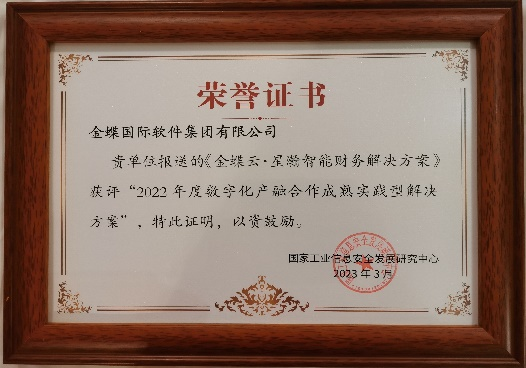 荣誉证书
金蝶国际软件集团有限公司
贵单位报送的《金蝶云·星瀚智能财务解决方案》
获评“2022年度数字化产融合作成熟实践型解决
方案”，特此证明，以资鼓励。
国家工业信息安全发展研究中心
2023年3月